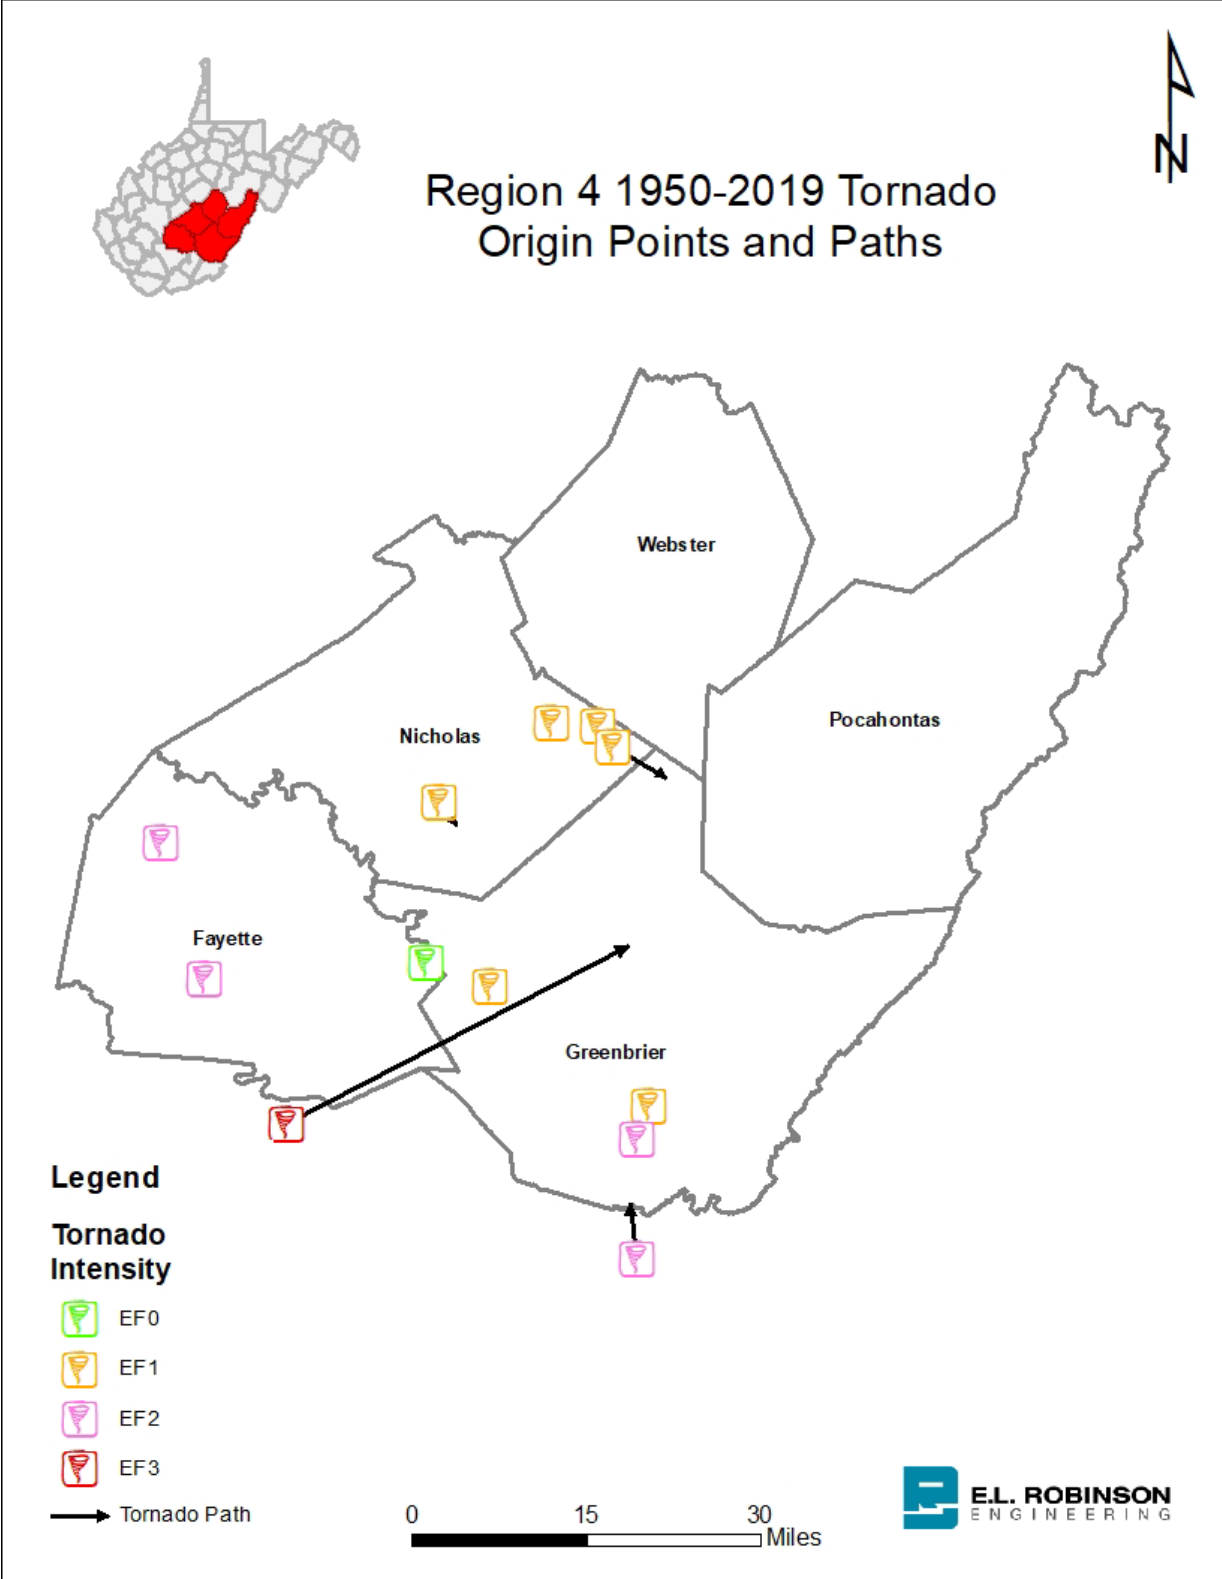 N
Region 4 1950-2019 Tornado
Origin Points and Paths
Webster
Pocahontas
Nicholas
Fayette
Greenbrier
Legend
Tornado
Intensity
EF0
EF1
EF2
EF3
Tornado Path
0 15 30
Miles
E.L. ROBINSON
ENGINEERING